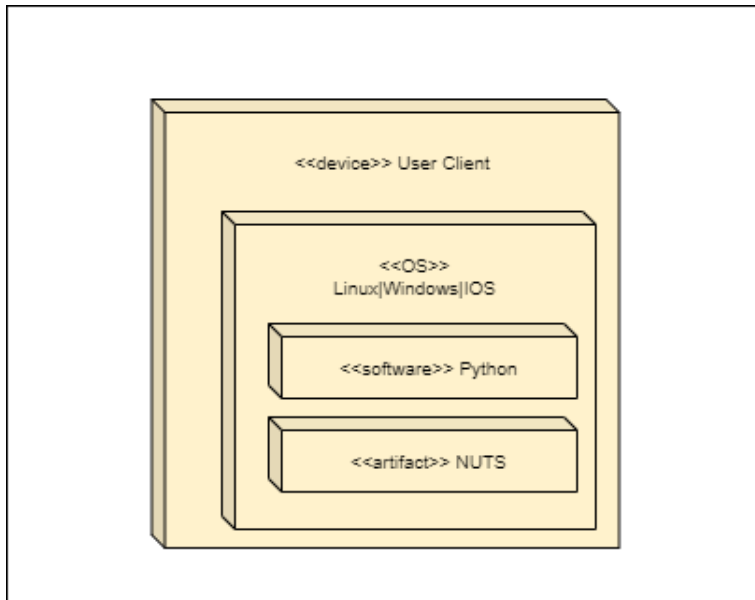 <<device>> User Client
<<OS>>
Linux|Windows|IOS
<<software>> Python
<<artifact>> NUTS